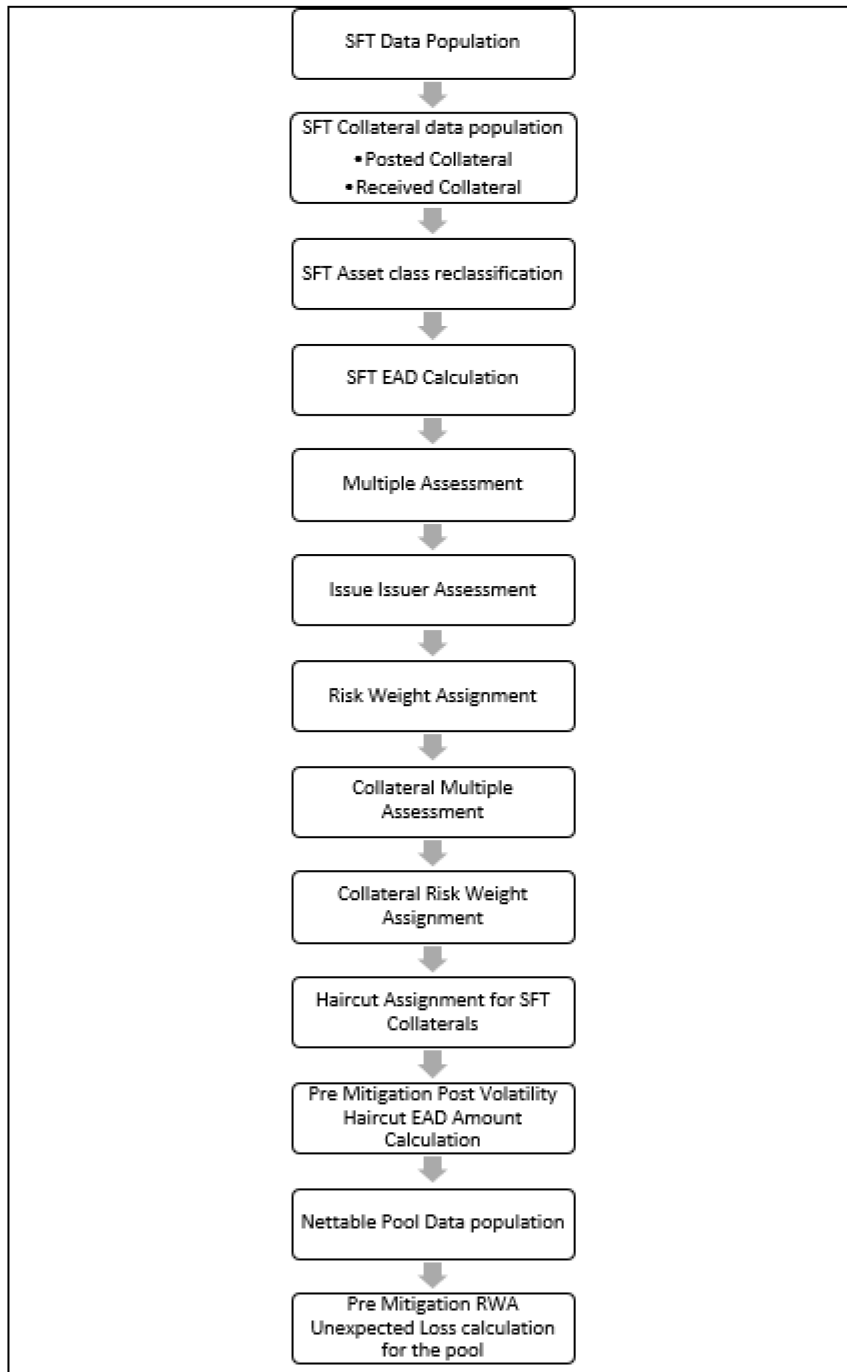 SFT Data Population
SFT Collateral data population
•Posted Collateral
•Received Collateral
SFT Asset class reclassification
SFT EAD Calculation
Multiple Assessment
Issue Issuer Assessment
Risk Weight Assignment
Collateral Multiple
Assessment
Collateral Risk Weight
Assignment
Haircut Assignment for SFT
Collaterals
Pre Mitigation Post Volatility
Haircut EAD Amount
Calculation
Nettable Pool Data population
Pre Mitigation RWA
Unexpected Loss calculation
for the pool